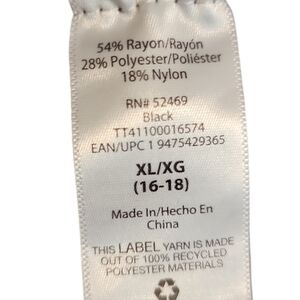 54% Rayon/Rayón
28% Polyester/Poliéster
18% Nylon
RN# 52469
Black
TT41100016574
EAN/UPC 1 9475429365
XL/XG
(16-18)
Made In/Hecho En
China
THIS LABEL YARN IS MADE
OUT OF 100% RECYCLED
POLYESTER MATERIALS